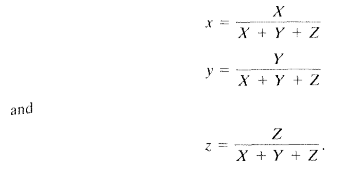 x = X / (X + Y + Z)
y = Y / (X + Y + Z)
and
z = Z / (X + Y + Z).